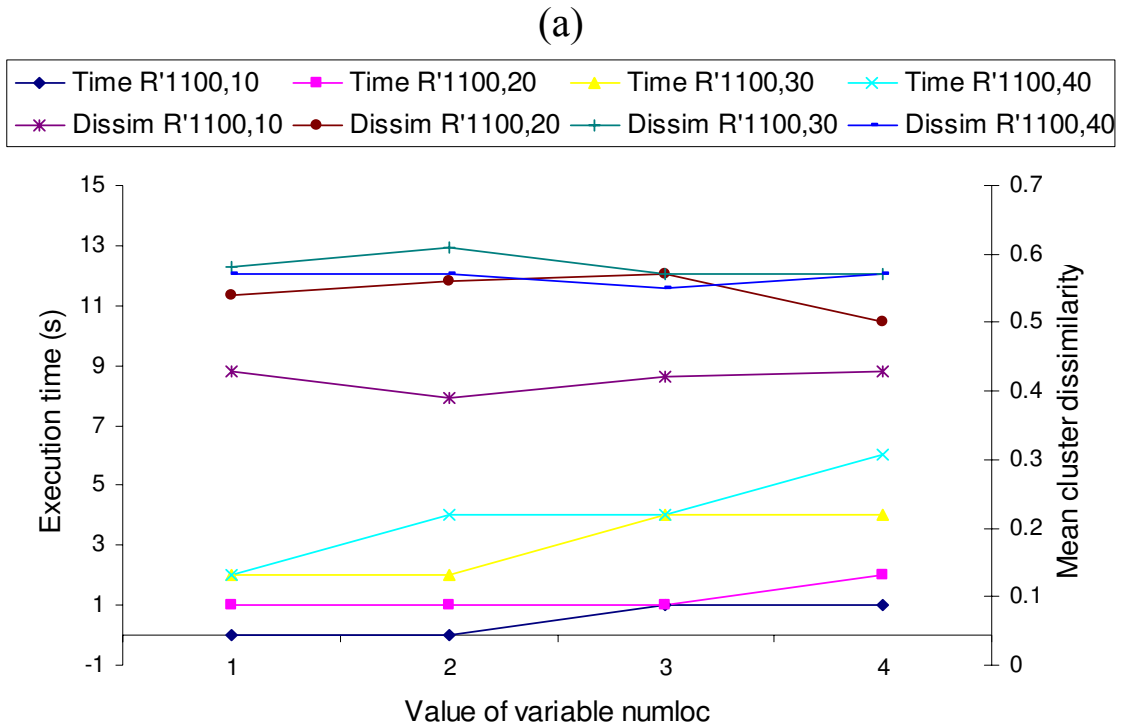 (a)
Time R'1100,10 Time R'1100,20 Time R'1100,30 Time R'1100,40
Dissim R'1100,10 Dissim R'1100,20 Dissim R'1100,30 Dissim R'1100,40
15
13
11
9
7
5
3
1
-1
Execution time (s)
0.7
0.6
0.5
0.4
0.3
0.2
0.1
0
Mean cluster dissimilarity
1 2 3 4
Value of variable numloc